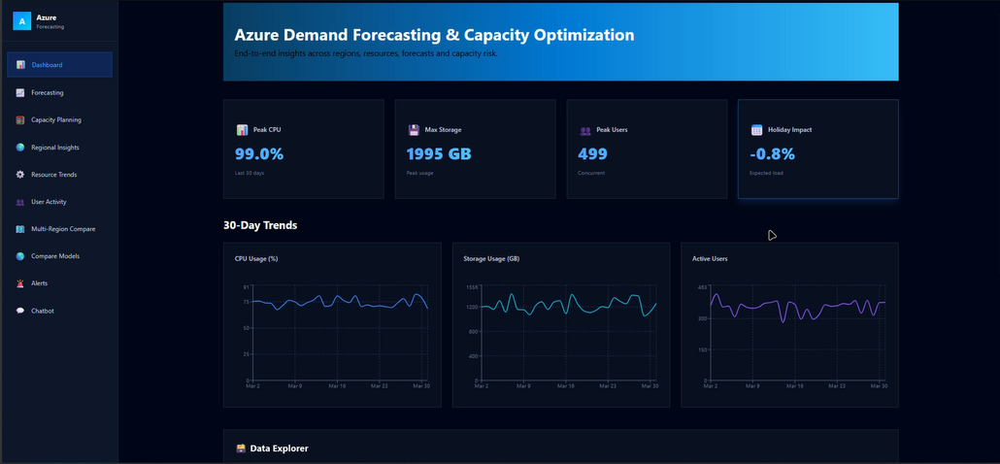 A
Azure
Forecasting
Dashboard
Forecasting
Capacity Planning
Regional Insights
Resource Trends
User Activity
Multi-Region Compare
Compare Models
Alerts
Chatbot
Azure Demand Forecasting & Capacity Optimization
End-to-end insights across regions, resources, forecasts and capacity risk.
Peak CPU
99.0%
Last 30 days
Max Storage
1995 GB
Peak usage
Peak Users
499
Concurrent
Holiday Impact
-0.8%
Expected load
30-Day Trends
CPU Usage (%)
91
75
50
25
0
Mar 2 Mar 9 Mar 16 Mar 23 Mar 30
Storage Usage (GB)
1554
1200
800
400
0
Mar 2 Mar 9 Mar 16 Mar 23 Mar 30
Active Users
300
150
0
Mar 2 Mar 9 Mar 16 Mar 23 Mar 30
Data Explorer